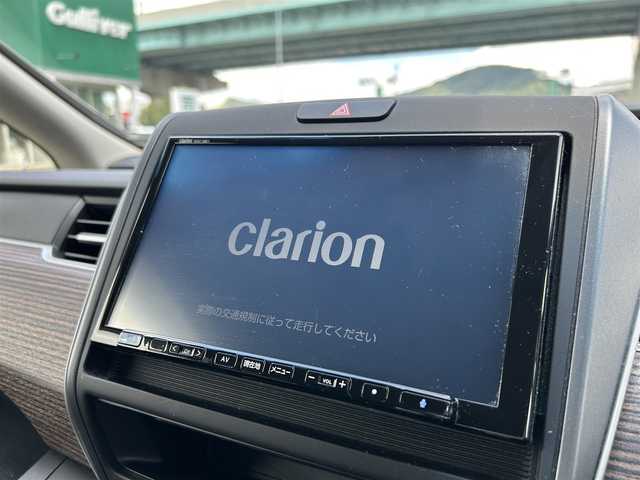 Gulliver
clarion
実際の交通規制に従って走行してください
AV
現在地
メニュー
− VOL +